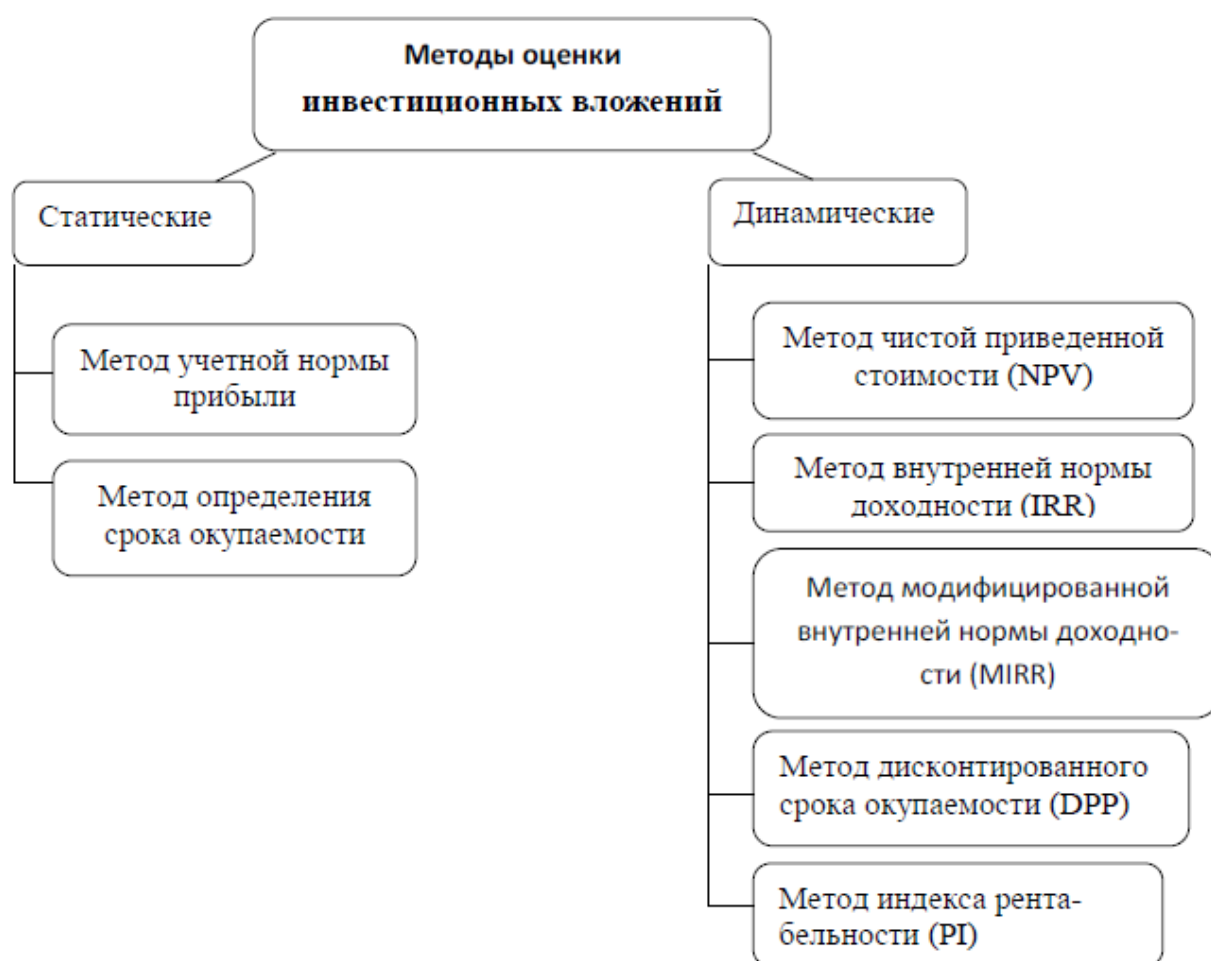 Методы оценки
инвестиционных вложений
Статические
Динамические
Метод учетной нормы
прибыли
Метод определения
срока окупаемости
Метод чистой приведенной
стоимости (NPV)
Метод внутренней нормы
доходности (IRR)
Метод модифицированной
внутренней нормы доходно-
сти (MIRR)
Метод дисконтированного
срока окупаемости (DPP)
Метод индекса рента-
бельности (PI)